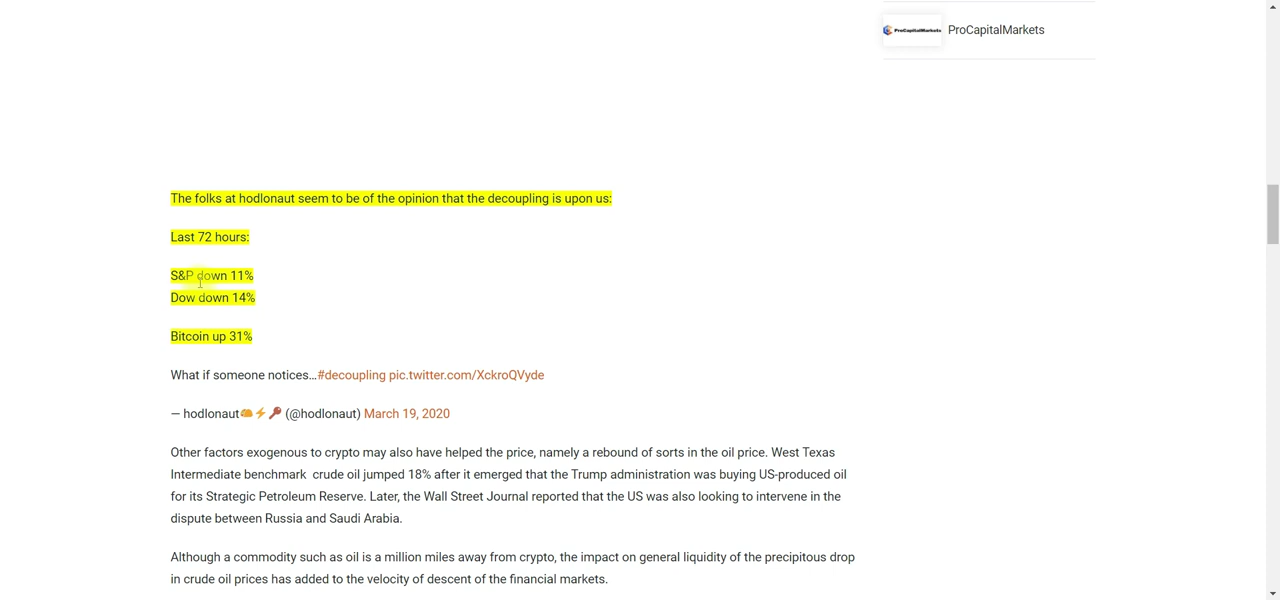 ProCapitalMarkets ProCapitalMarkets
The folks at hodlonaut seem to be of the opinion that the decoupling is upon us:
Last 72 hours:
S&P down 11%
Dow down 14%
Bitcoin up 31%
What if someone notices…#decoupling pic.twitter.com/XckroQVyde
— hodlonaut🌮⚡🔑 (@hodlonaut) March 19, 2020
Other factors exogenous to crypto may also have helped the price, namely a rebound of sorts in the oil price. West Texas
Intermediate benchmark  crude oil jumped 18% after it emerged that the Trump administration was buying US-produced oil
for its Strategic Petroleum Reserve. Later, the Wall Street Journal reported that the US was also looking to intervene in the
dispute between Russia and Saudi Arabia.
Although a commodity such as oil is a million miles away from crypto, the impact on general liquidity of the precipitous drop
in crude oil prices has added to the velocity of descent of the financial markets.